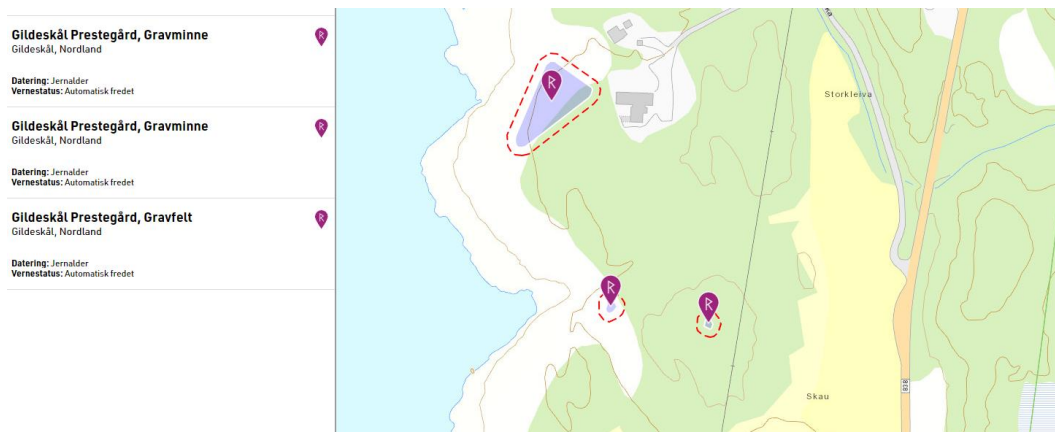 Gildeskål Prestegård, Gravminne
Gildeskål, Nordland
Datering: Jernalder
Vernestatus: Automatisk fredet
Gildeskål Prestegård, Gravminne
Gildeskål, Nordland
Datering: Jernalder
Vernestatus: Automatisk fredet
Gildeskål Prestegård, Gravfelt
Gildeskål, Nordland
Datering: Jernalder
Vernestatus: Automatisk fredet
Storkleiva
838
Skau